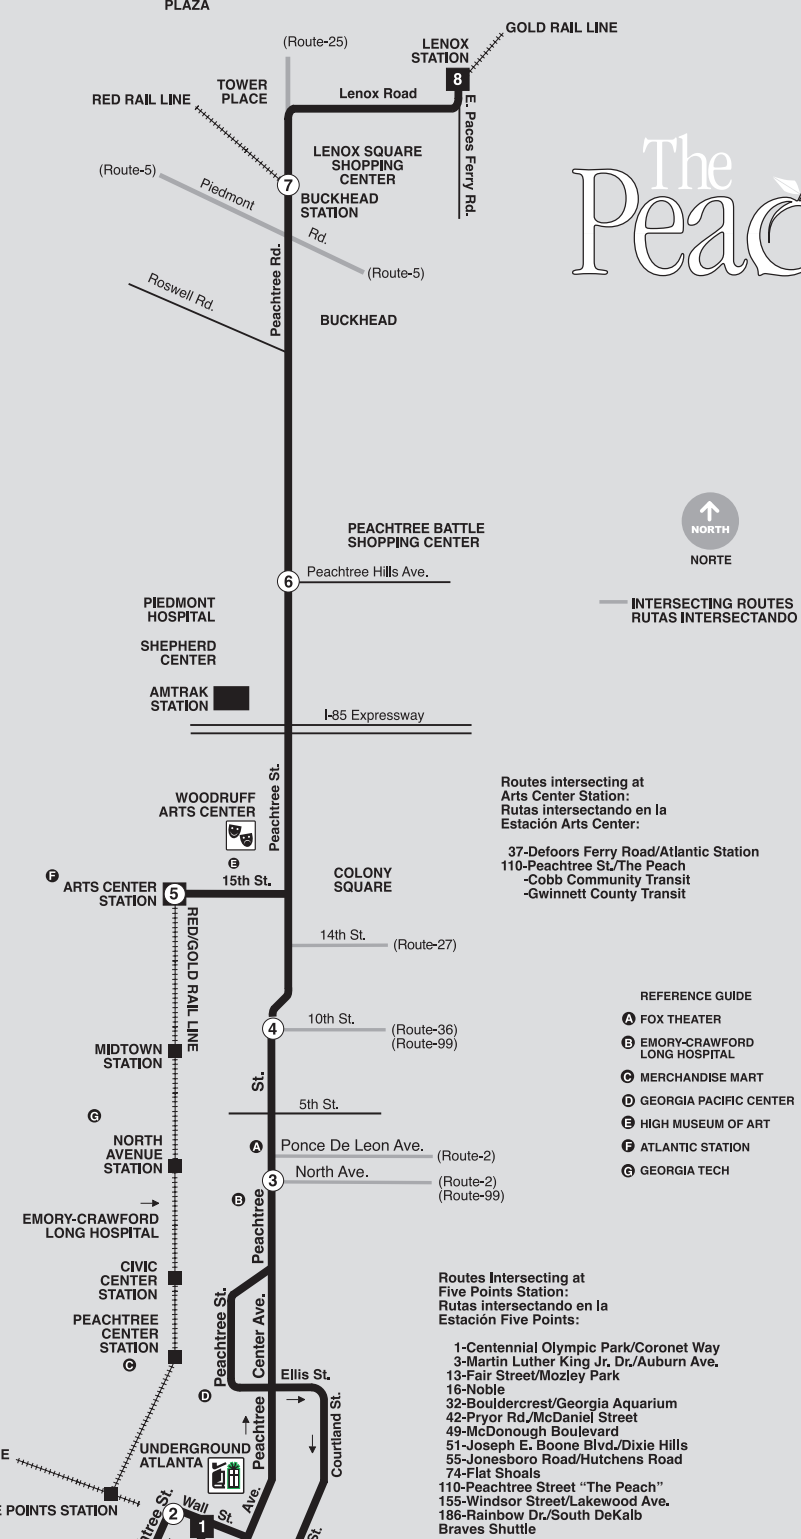 PLAZA
(Route-25)
GOLD RAIL LINE
LENOX
STATION
8
TOWER
PLACE
Lenox Road
RED RAIL LINE
E. Paces Ferry Rd.
LENOX SQUARE
SHOPPING
CENTER
The
(Route-5)
7
BUCKHEAD
STATION
Piedmont
Rd.
Peac
(Route-5)
Peachtree Rd.
Roswell Rd.
BUCKHEAD
NORTH
NORTE
PEACHTREE BATTLE
SHOPPING CENTER
6
Peachtree Hills Ave.
INTERSECTING ROUTES
RUTAS INTERSECTANDO
PIEDMONT
HOSPITAL
SHEPHERD
CENTER
AMTRAK
STATION
I-85 Expressway
Peachtree St.
WOODRUFF
ARTS CENTER
E
Routes intersecting at
Arts Center Station:
Rutas intersectando en la
Estación Arts Center:
37-Defoors Ferry Road/Atlantic Station
110-Peachtree St./The Peach
-Cobb Community Transit
-Gwinnett County Transit
F
ARTS CENTER
STATION
5
15th St.
COLONY
SQUARE
RED/GOLD RAIL LINE
14th St.
(Route-27)
4
10th St.
(Route-36)
(Route-99)
MIDTOWN
STATION
St.
REFERENCE GUIDE
A FOX THEATER
B EMORY-CRAWFORD
LONG HOSPITAL
C MERCHANDISE MART
D GEORGIA PACIFIC CENTER
E HIGH MUSEUM OF ART
F ATLANTIC STATION
G GEORGIA TECH
5th St.
G
NORTH
AVENUE
STATION
A
Ponce De Leon Ave.
(Route-2)
3
North Ave.
(Route-2)
(Route-99)
B
Peachtree
EMORY-CRAWFORD
LONG HOSPITAL
CIVIC
CENTER
STATION
PEACHTREE
CENTER
STATION
C
Peachtree St.
Center Ave.
Ellis St.
D
Peachtree
Courtland St.
UNDERGROUND
ATLANTA
E
E POINTS STATION
tree St.
2
Wall
St.
Ave.
1
St.
Routes Intersecting at
Five Points Station:
Rutas intersectando en la
Estación Five Points:
1-Centennial Olympic Park/Coronet Way
3-Martin Luther King Jr. Dr./Auburn Ave.
13-Fair Street/Mozley Park
16-Noble
32-Bouldercrest/Georgia Aquarium
42-Pryor Rd./McDaniel Street
49-McDonough Boulevard
51-Joseph E. Boone Blvd./Dixie Hills
55-Jonesboro Road/Hutchens Road
74-Flat Shoals
110-Peachtree Street “The Peach”
155-Windsor Street/Lakewood Ave.
186-Rainbow Dr./South DeKalb
Braves Shuttle